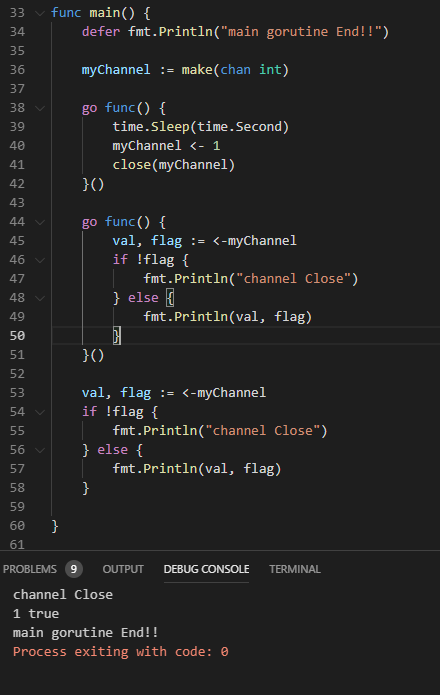 33 func main() {
34     defer fmt.Println("main gorutine End!!")
35
36     myChannel := make(chan int)
37
38     go func() {
39         time.Sleep(time.Second)
40         myChannel <- 1
41         close(myChannel)
42     }()
43
44     go func() {
45         val, flag := <-myChannel
46         if !flag {
47             fmt.Println("channel Close")
48         } else {
49             fmt.Println(val, flag)
50         }
51     }()
52
53     val, flag := <-myChannel
54     if !flag {
55         fmt.Println("channel Close")
56     } else {
57         fmt.Println(val, flag)
58     }
59
60 }
61
PROBLEMS 9 OUTPUT DEBUG CONSOLE TERMINAL
channel Close
1 true
main gorutine End!!
Process exiting with code: 0